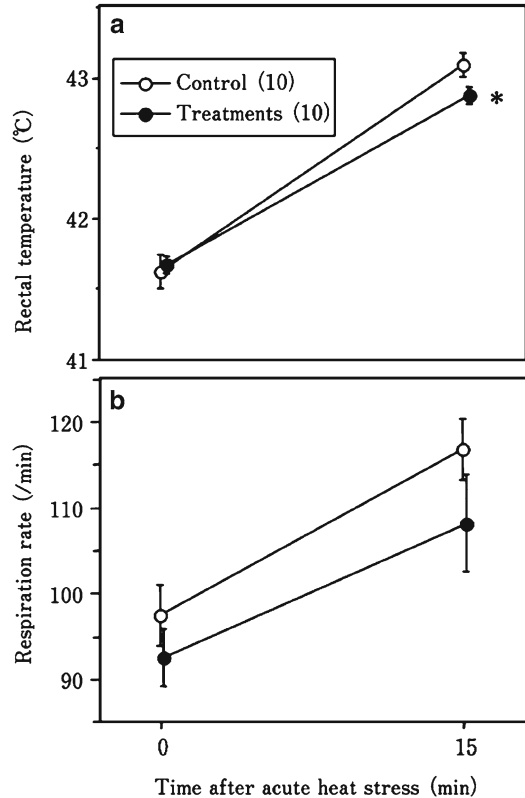 a
43
42
41
Rectal temperature (℃)
Control (10)
Treatments (10)
*
b
120
110
100
90
Respiration rate (/min)
0 15
Time after acute heat stress (min)